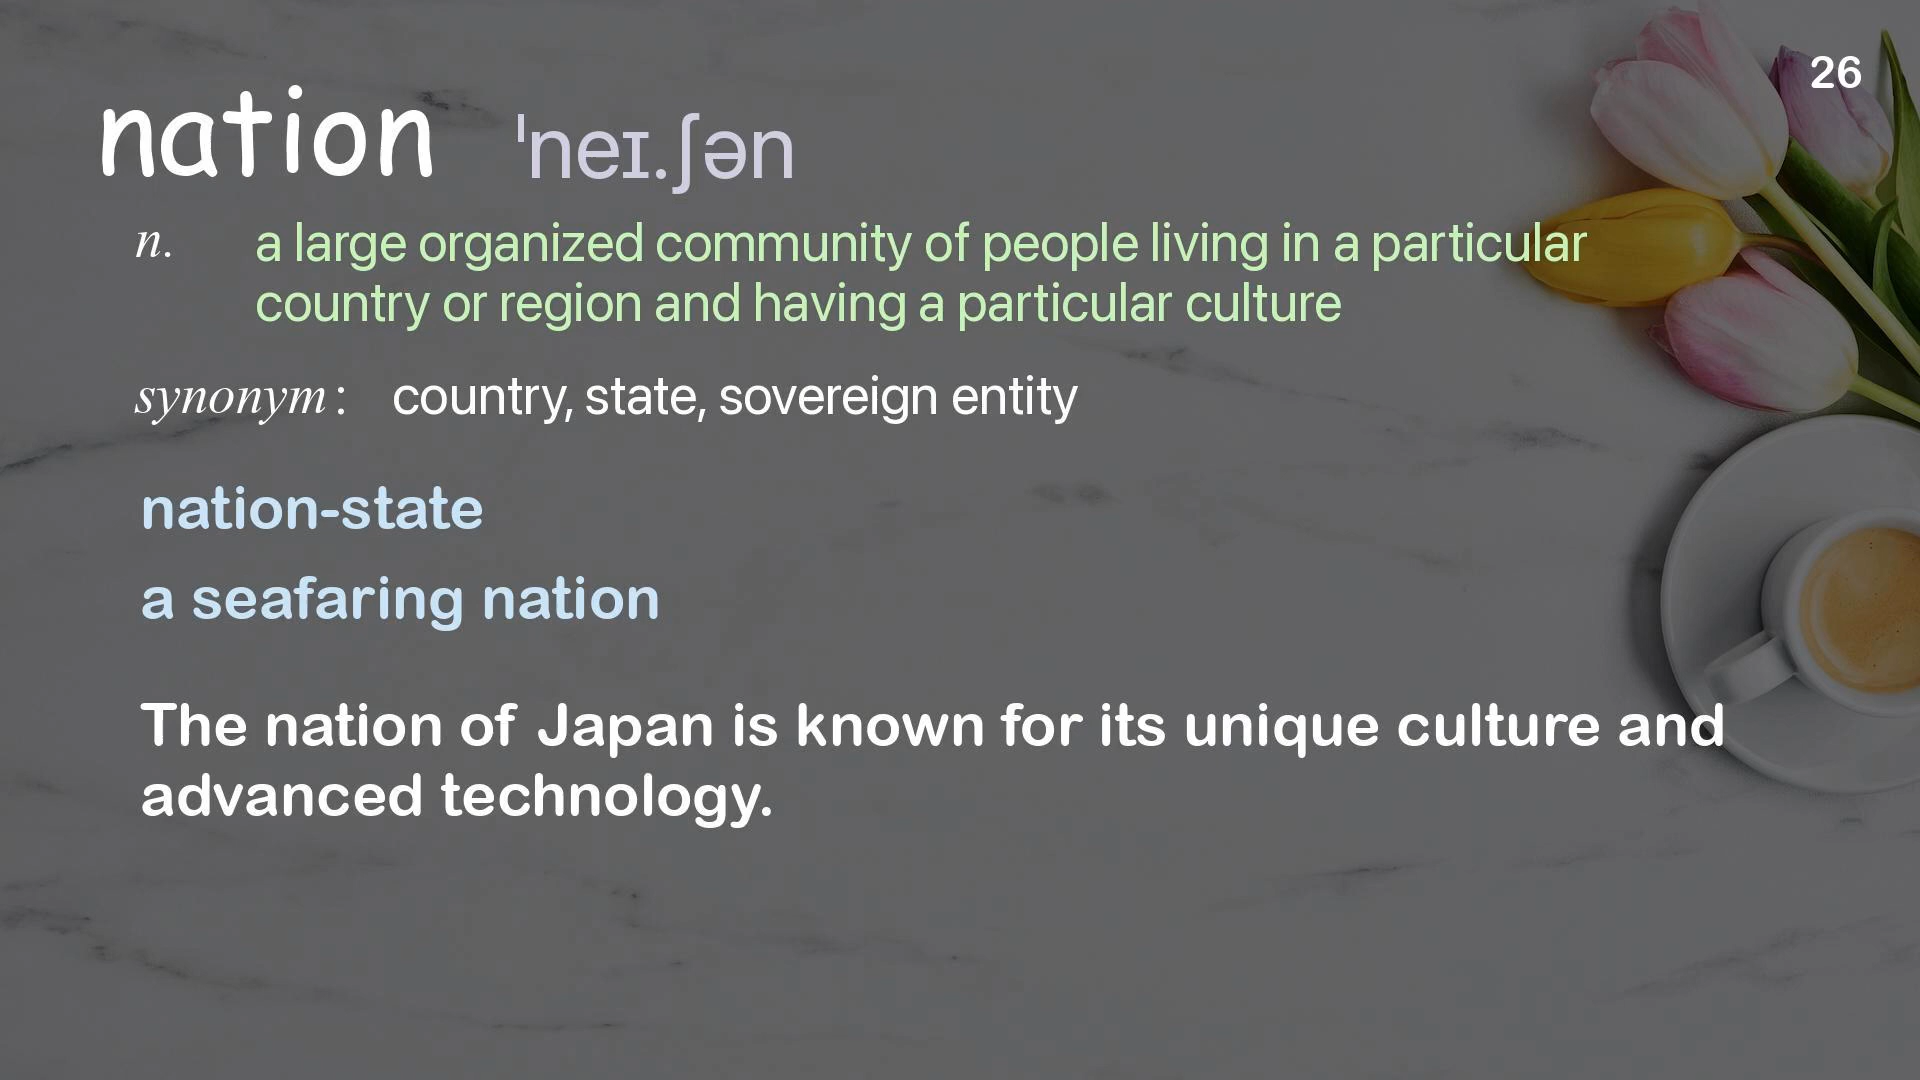 26
nation ˈneɪ.ʃən
n. a large organized community of people living in a particular
country or region and having a particular culture
synonym: country, state, sovereign entity
nation-state
a seafaring nation
The nation of Japan is known for its unique culture and
advanced technology.